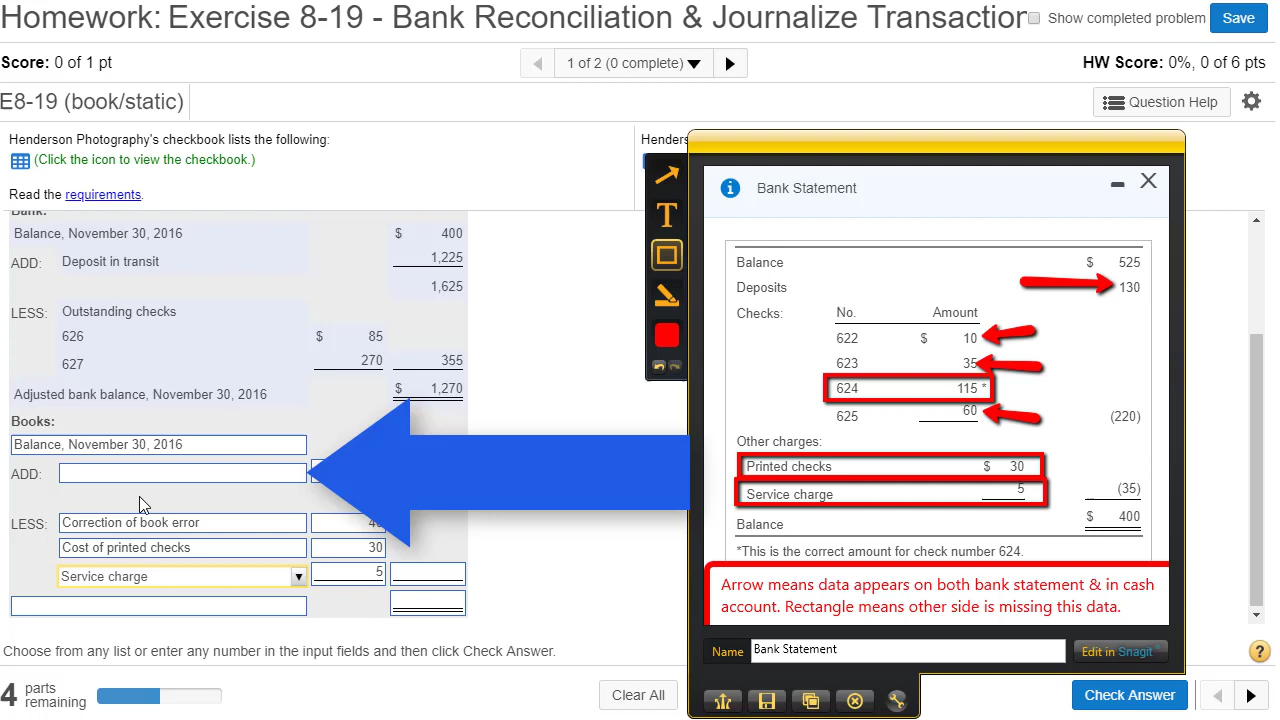 Homework: Exercise 8-19 - Bank Reconciliation & Journalize Transaction
Show completed problem
Save
Score: 0 of 1 pt
1 of 2 (0 complete)
HW Score: 0%, 0 of 6 pts
E8-19 (book/static)
Question Help
Henderson Photography's checkbook lists the following:
(Click the icon to view the checkbook.)
Read the requirements.
Henders
Bank:
Balance, November 30, 2016 $ 400
ADD: Deposit in transit 1,225
1,625
LESS: Outstanding checks
626 $ 85
627 270 355
Adjusted bank balance, November 30, 2016 $ 1,270
Books:
Balance, November 30, 2016
ADD:
LESS: Correction of book error 40
Cost of printed checks 30
Service charge 5
T
Bank Statement
Balance $ 525
Deposits 130
Checks: No. Amount
622 $ 10
623 35
624 115 *
625 60 (220)
Other charges:
Printed checks $ 30
Service charge 5 (35)
Balance $ 400
*This is the correct amount for check number 624.
Arrow means data appears on both bank statement & in cash
account. Rectangle means other side is missing this data.
Name Bank Statement Edit in Snagit
Choose from any list or enter any number in the input fields and then click Check Answer.
?
4 parts
remaining
Clear All
Check Answer